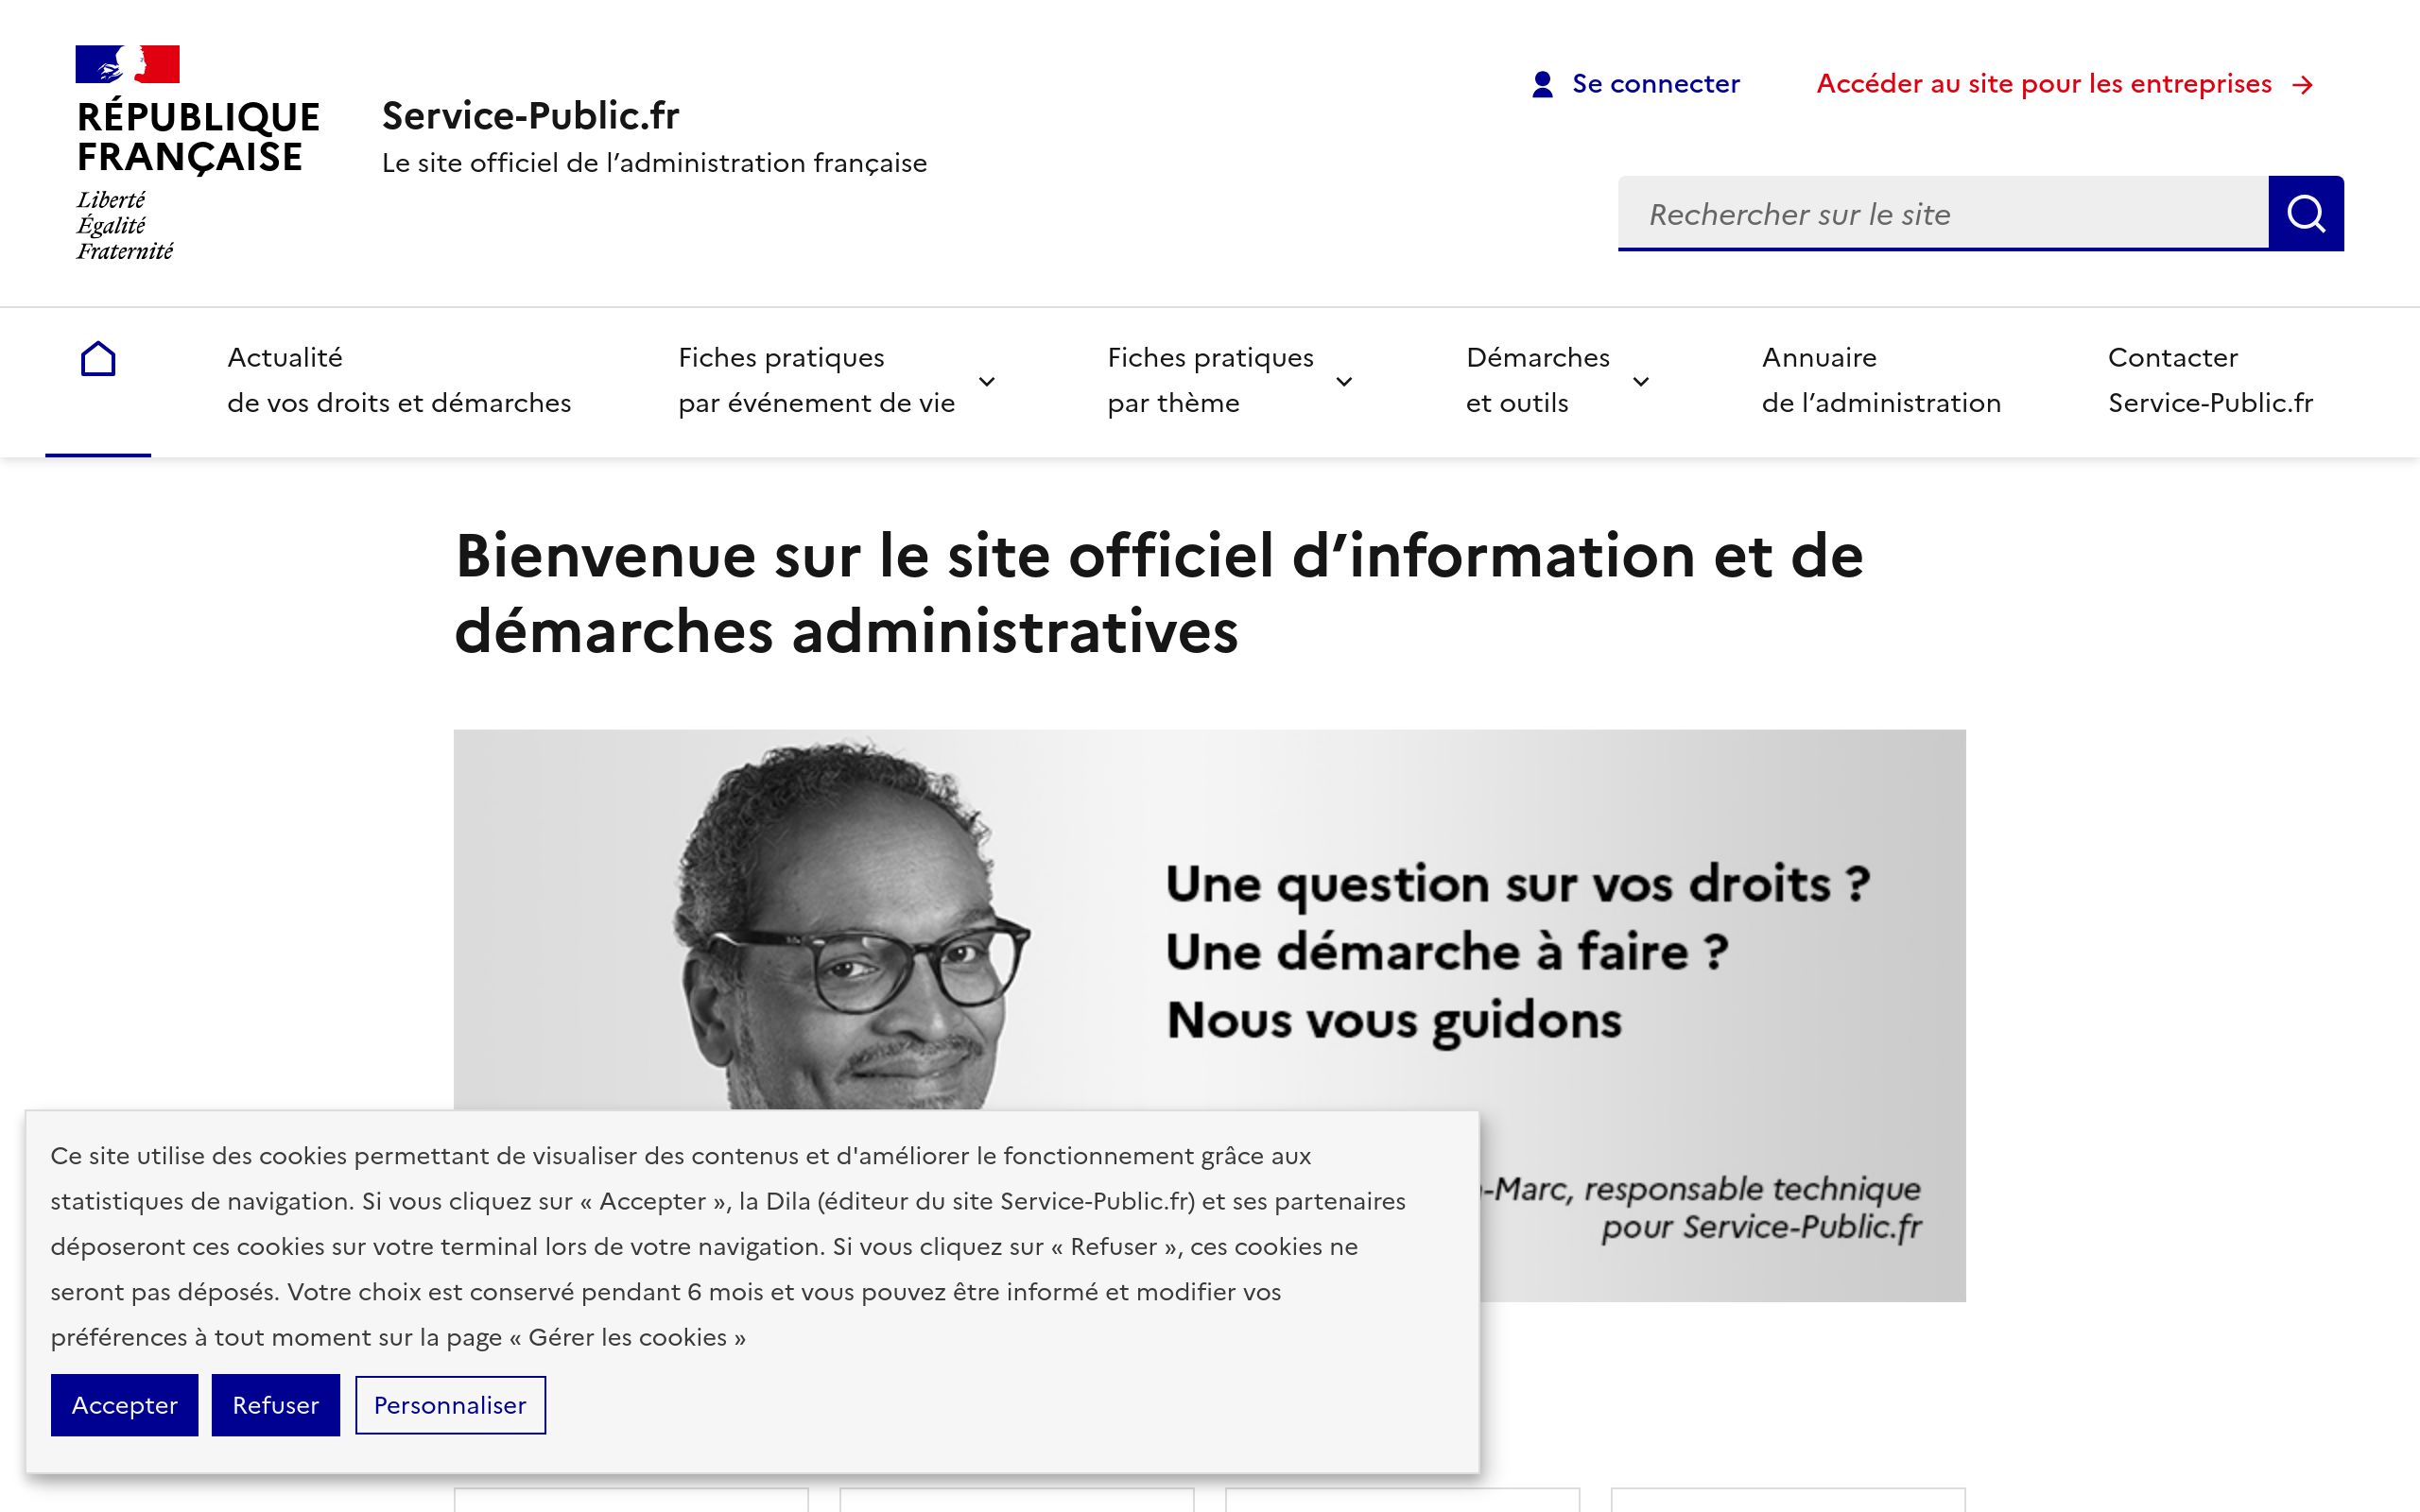 RÉPUBLIQUE
FRANÇAISE
Liberté
Égalité
Fraternité
Service-Public.fr
Le site officiel de l’administration française
Se connecter
Accéder au site pour les entreprises
Rechercher sur le site
Actualité
de vos droits et démarches
Fiches pratiques
par événement de vie
Fiches pratiques
par thème
Démarches
et outils
Annuaire
de l’administration
Contacter
Service-Public.fr
Bienvenue sur le site officiel d’information et de
démarches administratives
Une question sur vos droits ?
Une démarche à faire ?
Nous vous guidons
-Marc, responsable technique
pour Service-Public.fr
Ce site utilise des cookies permettant de visualiser des contenus et d'améliorer le fonctionnement grâce aux
statistiques de navigation. Si vous cliquez sur « Accepter », la Dila (éditeur du site Service-Public.fr) et ses partenaires
déposeront ces cookies sur votre terminal lors de votre navigation. Si vous cliquez sur « Refuser », ces cookies ne
seront pas déposés. Votre choix est conservé pendant 6 mois et vous pouvez être informé et modifier vos
préférences à tout moment sur la page « Gérer les cookies »
Accepter
Refuser
Personnaliser